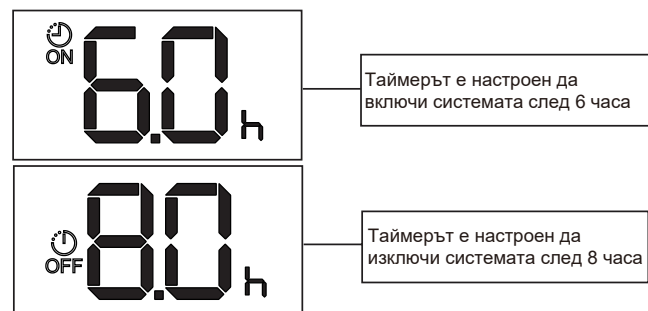 ON
6.0 h
Таймерът е настроен да
включи системата след 6 часа
OFF
8.0 h
Таймерът е настроен да
изключи системата след 8 часа